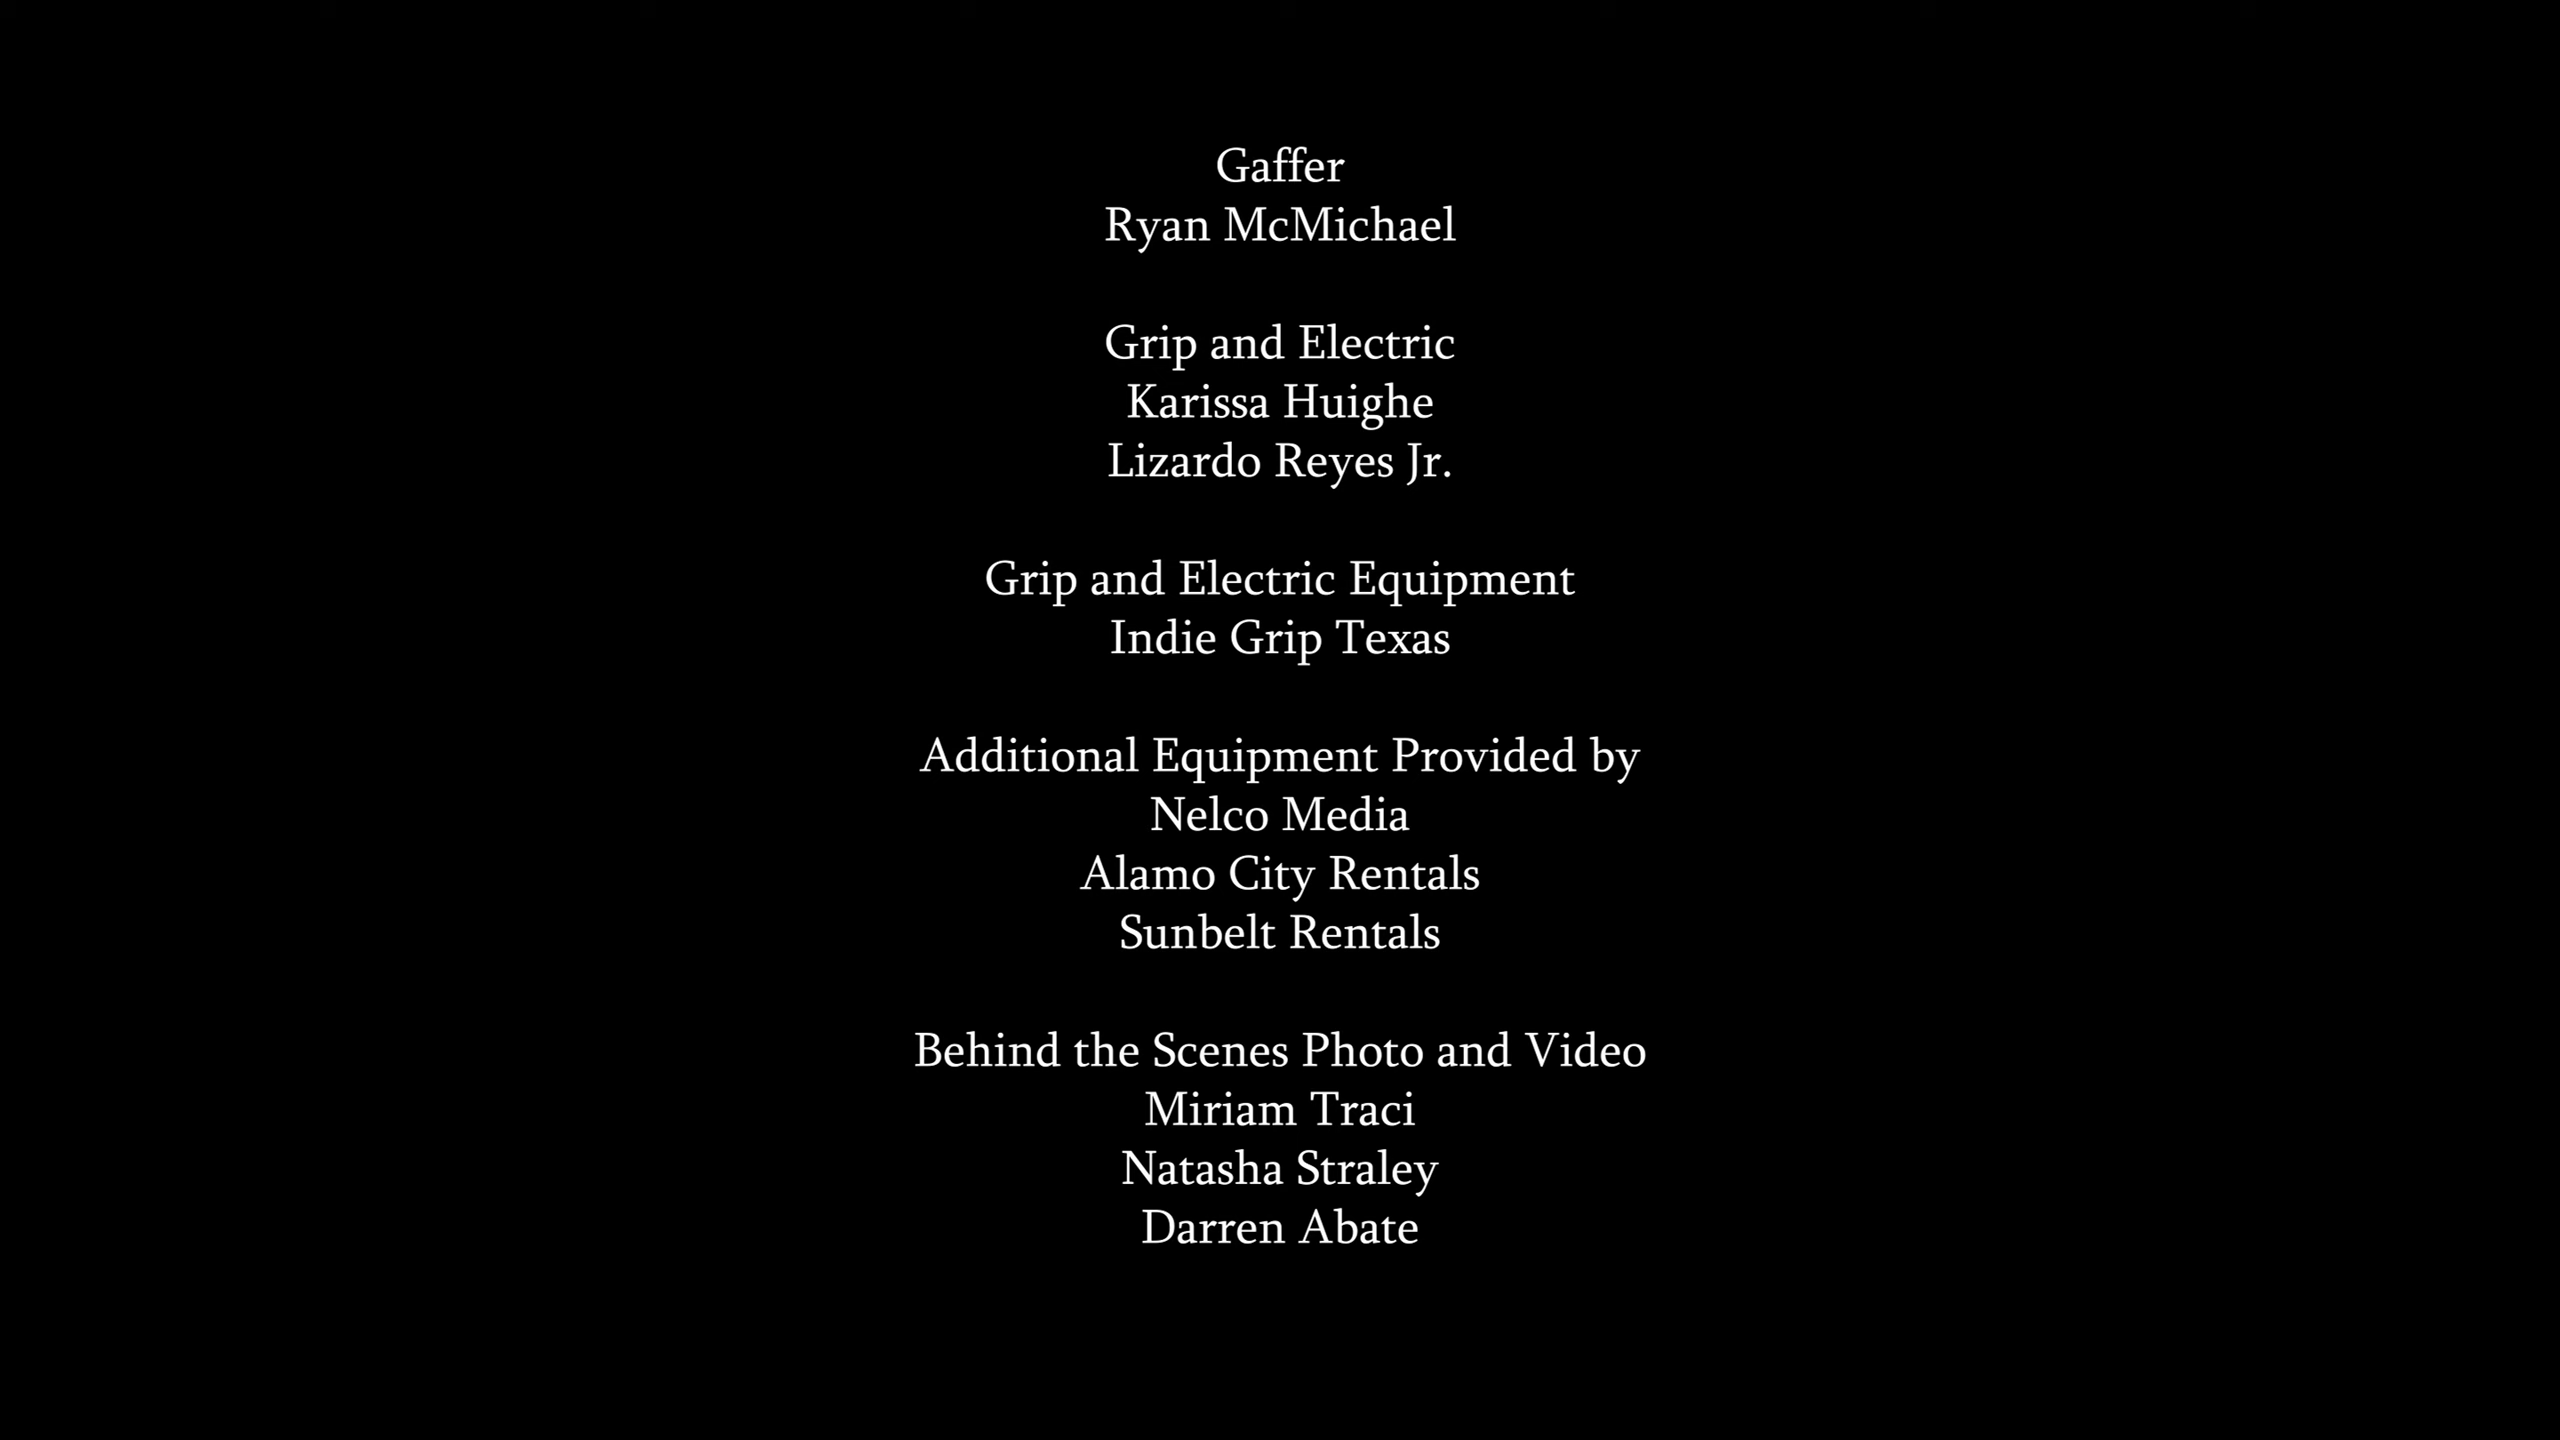 Gaffer
Ryan McMichael
Grip and Electric
Karissa Huighe
Lizardo Reyes Jr.
Grip and Electric Equipment
Indie Grip Texas
Additional Equipment Provided by
Nelco Media
Alamo City Rentals
Sunbelt Rentals
Behind the Scenes Photo and Video
Miriam Traci
Natasha Straley
Darren Abate